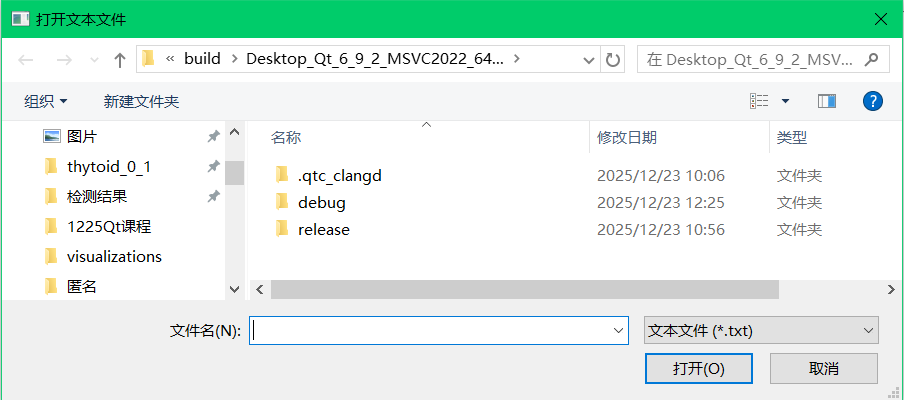 打开文本文件
« build > Desktop_Qt_6_9_2_MSVC2022_64... >
在 Desktop_Qt_6_9_2_MSV...
组织 新建文件夹
图片
thytoid_0_1
检测结果
1225Qt课程
visualizations
匿名
名称 修改日期 类型
.qtc_clangd 2025/12/23 10:06 文件夹
debug 2025/12/23 12:25 文件夹
release 2025/12/23 10:56 文件夹
文件名(N): 文本文件 (*.txt)
打开(O) 取消